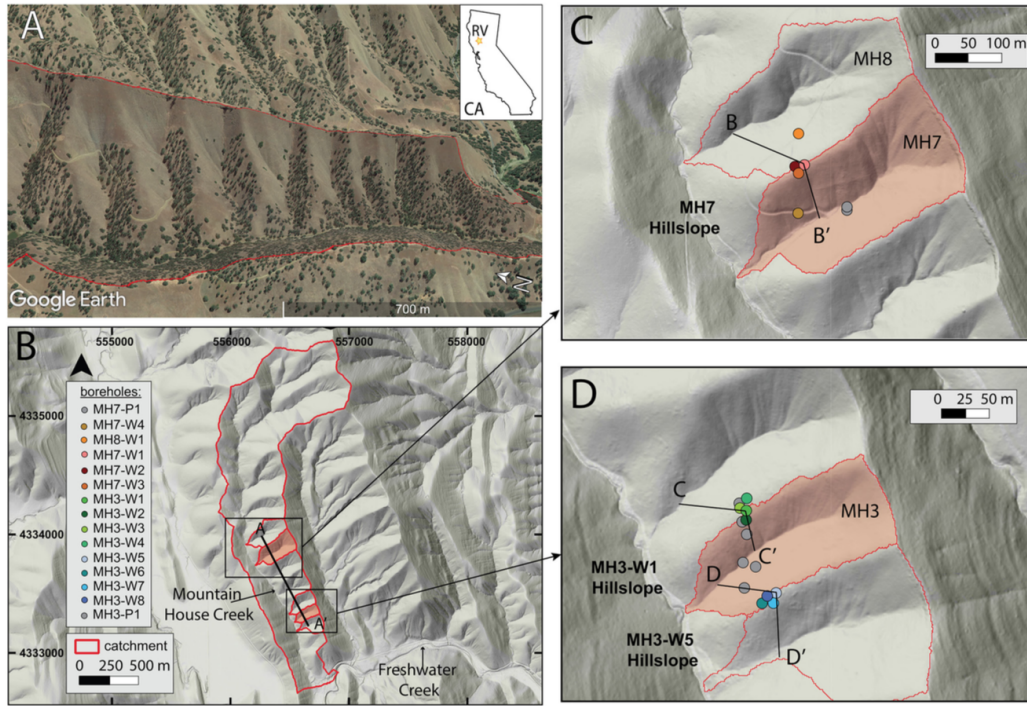 A
RV
CA
Google Earth
700 m
N
B
555000
556000
557000
558000
4335000
4334000
4333000
boreholes:
MH7-P1
MH7-W4
MH8-W1
MH7-W1
MH7-W2
MH7-W3
MH3-W1
MH3-W2
MH3-W3
MH3-W4
MH3-W5
MH3-W6
MH3-W7
MH3-W8
MH3-P1
catchment
0 250 500 m
A
A'
Mountain
House Creek
Freshwater
Creek
C
0 50 100 m
MH8
B
MH7
MH7
Hillslope
B'
D
0 25 50 m
C
MH3
C'
D
MH3-W1
Hillslope
MH3-W5
Hillslope
D'